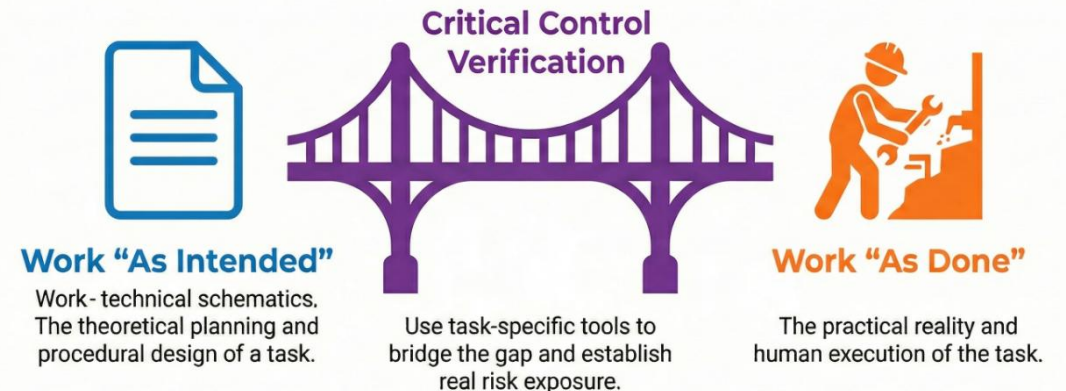 Critical Control
Verification
Work “As Intended”
Work - technical schematics.
The theoretical planning and
procedural design of a task.
Use task-specific tools to
bridge the gap and establish
real risk exposure.
Work “As Done”
The practical reality and
human execution of the task.